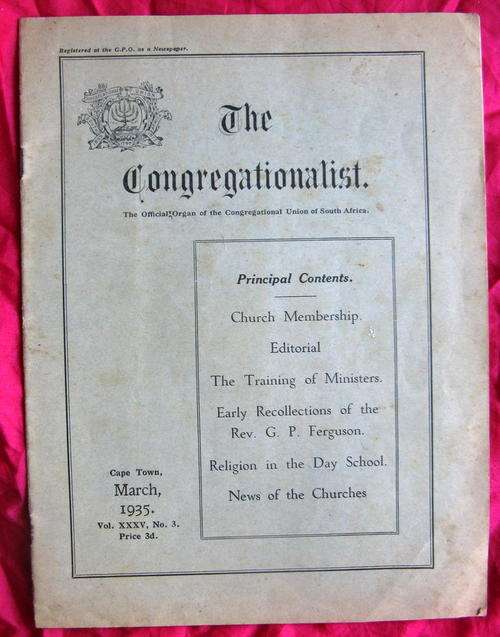 Registered at the G.P.O. as a Newspaper.
The
Congregationalist.
The Official Organ of the Congregational Union of South Africa.
Principal Contents.
Church Membership.
Editorial
The Training of Ministers.
Early Recollections of the
Rev. G. P. Ferguson.
Religion in the Day School.
News of the Churches
Cape Town,
March,
1935.
Vol. XXXV, No. 3.
Price 3d.